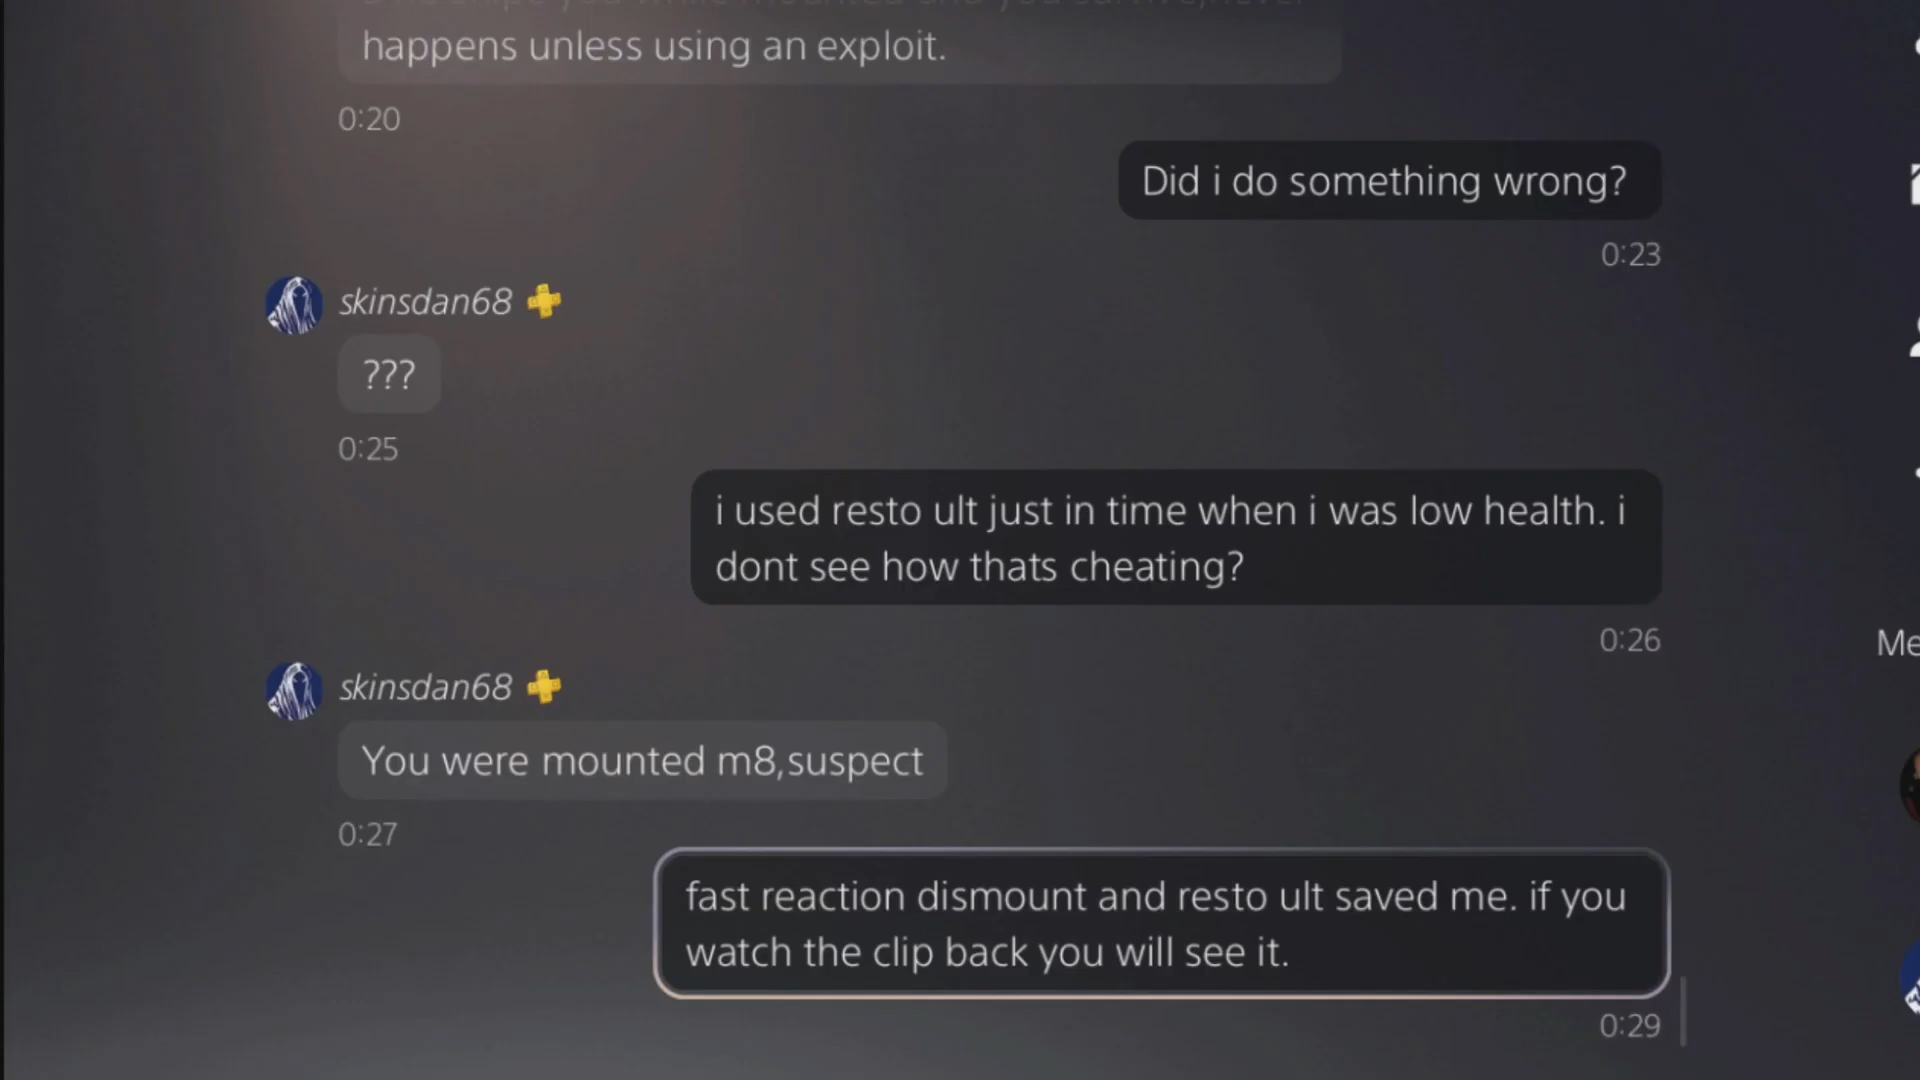 happens unless using an exploit.
0:20
Did i do something wrong?
0:23
skinsdan68
???
0:25
i used resto ult just in time when i was low health. i
dont see how thats cheating?
0:26
Me
skinsdan68
You were mounted m8,suspect
0:27
fast reaction dismount and resto ult saved me. if you
watch the clip back you will see it.
0:29